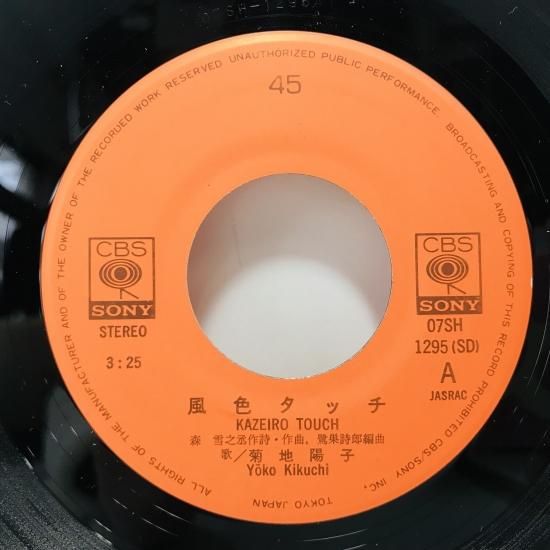 07SH-1296A1
ALL RIGHTS OF THE MANUFACTURER AND OF THE OWNER OF THE RECORUED WORK RESERVED UNAUTHORIZED PUBLIC PERFORMANCE. BROADCASTING AND COPYING OF THIS RECORD PROHIBITED CBS/SONY INC. TOKYO JAPAN
45
CBS
SONY
STEREO
3:25
CBS
SONY
07SH
1295(SD)
A
JASRAC
風色タッチ
KAZEIRO TOUCH
森 雪之丞作詩・作曲, 鷺巣詩郎編曲
歌/菊地陽子
Yōko Kikuchi